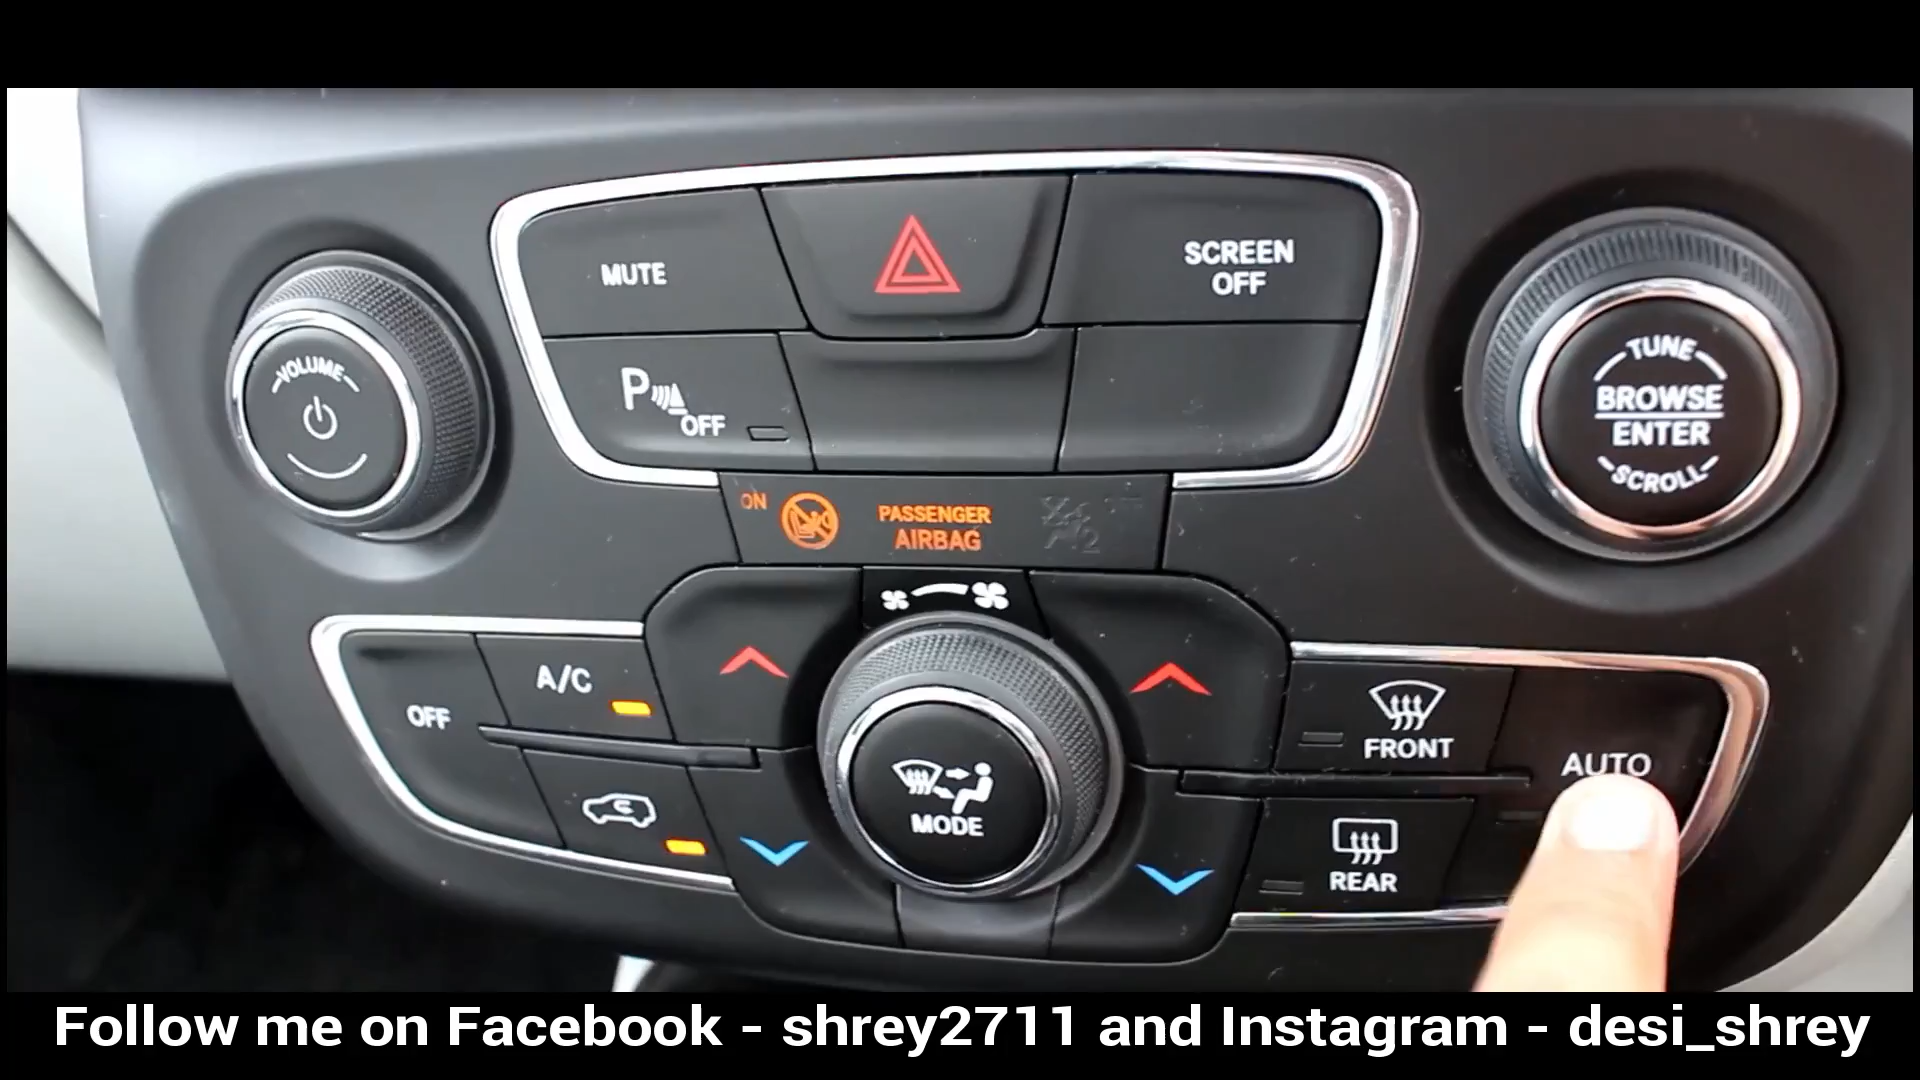 MUTE
SCREEN
OFF
VOLUME
P
OFF
TUNE
BROWSE
ENTER
SCROLL
ON
PASSENGER
AIRBAG
OFF
A/C
MODE
FRONT
REAR
AUTO
Follow me on Facebook - shrey2711 and Instagram - desi_shrey